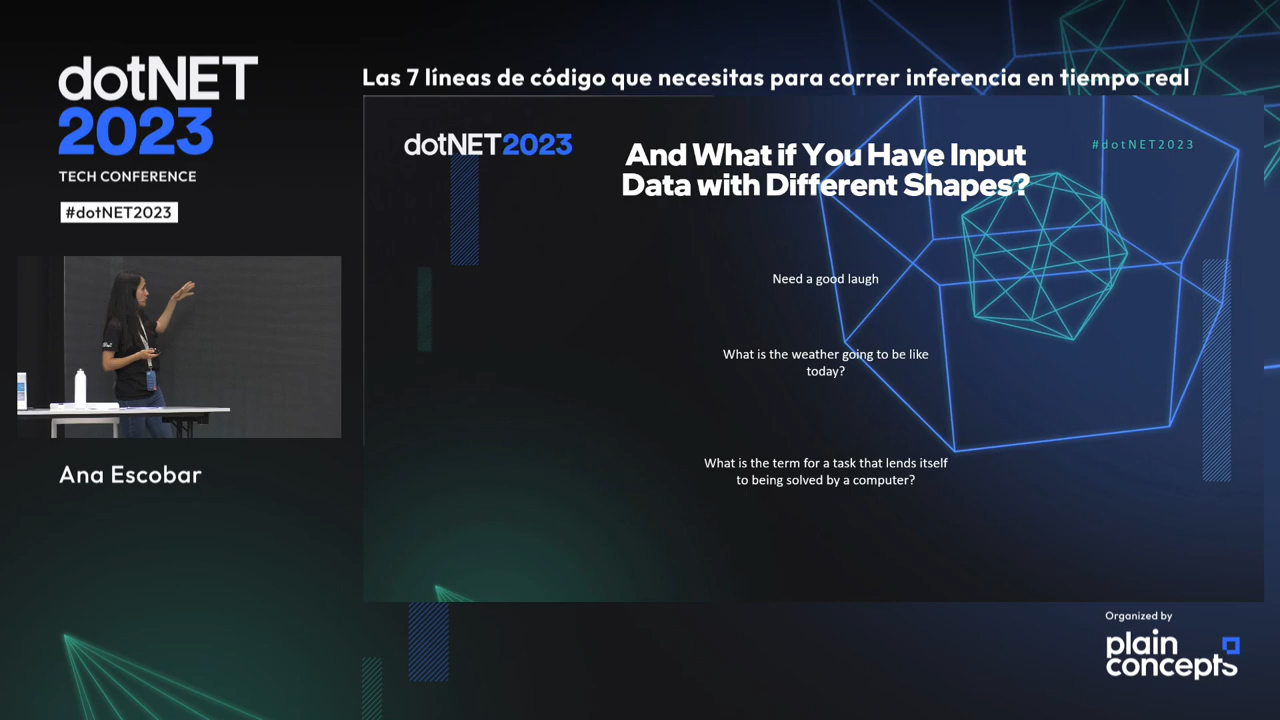 dotNET
2023
TECH CONFERENCE
#dotNET2023
Ana Escobar
Las 7 líneas de código que necesitas para correr inferencia en tiempo real
dotNET2023
And What if You Have Input
Data with Different Shapes?
#dotNET2023
Need a good laugh
What is the weather going to be like
today?
What is the term for a task that lends itself
to being solved by a computer?
Organized by
plain
concepts